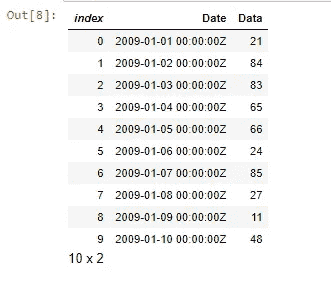 Out[8]:
index Date Data
0 2009-01-01 00:00:00Z 21
1 2009-01-02 00:00:00Z 84
2 2009-01-03 00:00:00Z 83
3 2009-01-04 00:00:00Z 65
4 2009-01-05 00:00:00Z 66
5 2009-01-06 00:00:00Z 24
6 2009-01-07 00:00:00Z 85
7 2009-01-08 00:00:00Z 27
8 2009-01-09 00:00:00Z 11
9 2009-01-10 00:00:00Z 48
10 x 2